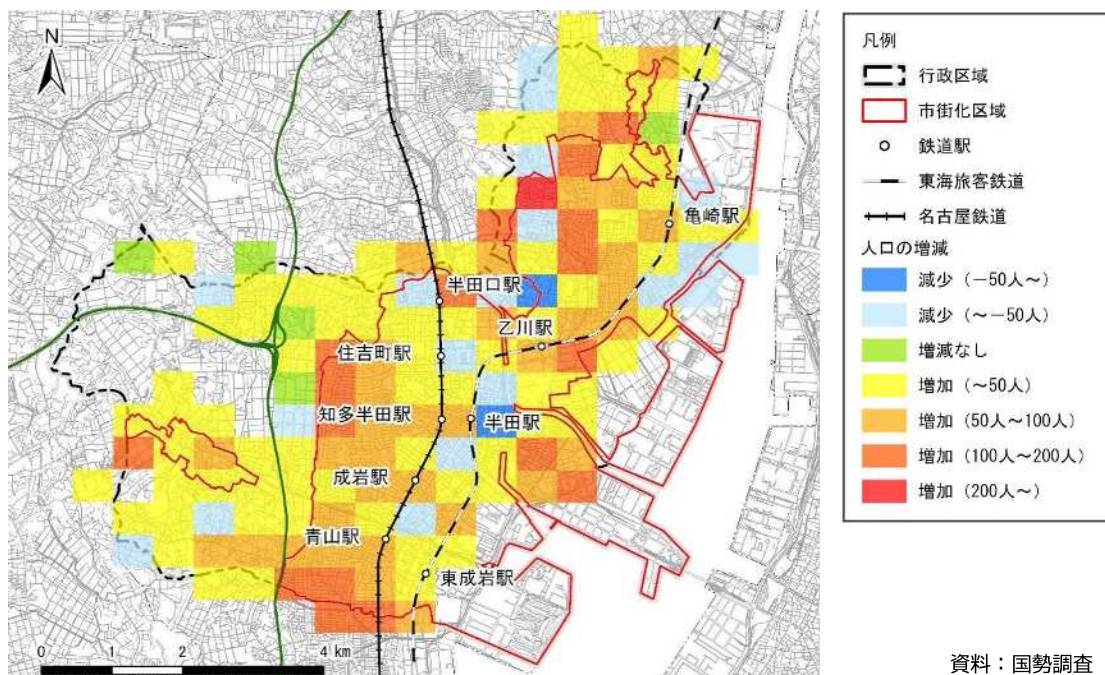 N
亀崎駅
半田口駅
乙川駅
住吉町駅
知多半田駅
半田駅
成岩駅
青山駅
東成岩駅
0 1 2 4 km
凡例
行政区域
市街化区域
鉄道駅
東海旅客鉄道
名古屋鉄道
人口の増減
減少（－50人～）
減少（～－50人）
増減なし
増加（～50人）
増加（50人～100人）
増加（100人～200人）
増加（200人～）
資料：国勢調査